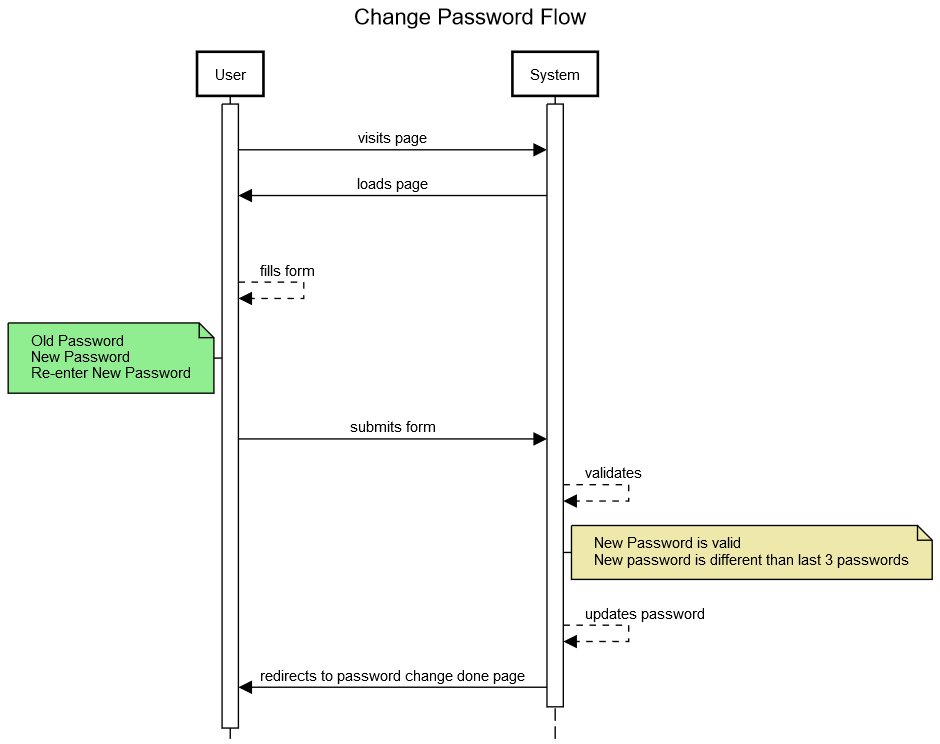 Change Password Flow
User
System
visits page
loads page
fills form
Old Password
New Password
Re-enter New Password
submits form
validates
New Password is valid
New password is different than last 3 passwords
updates password
redirects to password change done page